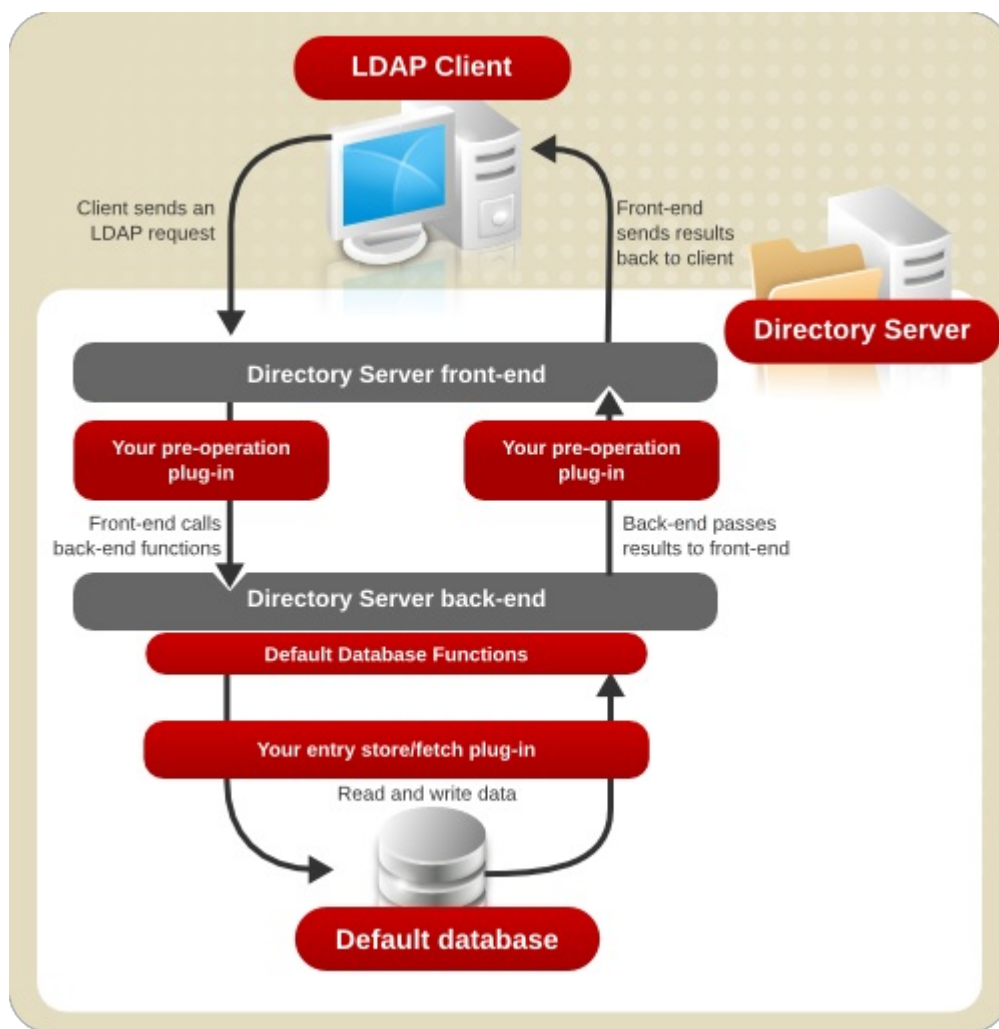 LDAP Client
Client sends an
LDAP request
Front-end
sends results
back to client
Directory Server
Directory Server front-end
Your pre-operation
plug-in
Your pre-operation
plug-in
Front-end calls
back-end functions
Back-end passes
results to front-end
Directory Server back-end
Default Database Functions
Your entry store/fetch plug-in
Read and write data
Default database